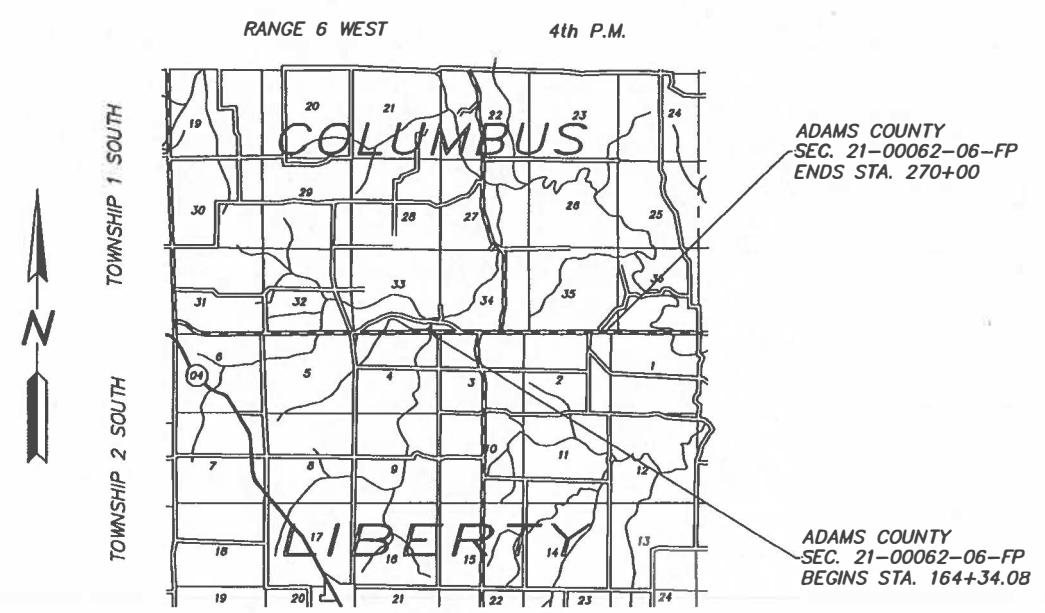 RANGE 6 WEST 4th P.M.
TOWNSHIP 1 SOUTH
N
TOWNSHIP 2 SOUTH
19 20 21 22 23 24
COLUMBUS
30 29 28 27 26 25
31 32 33 34 35 36
6 5 4 3 2 1
04
7 8 9 10 11 12
LIBERTY
18 17 16 15 14 13
19 20 21 22 23 24
ADAMS COUNTY
SEC. 21-00062-06-FP
ENDS STA. 270+00
ADAMS COUNTY
SEC. 21-00062-06-FP
BEGINS STA. 164+34.08